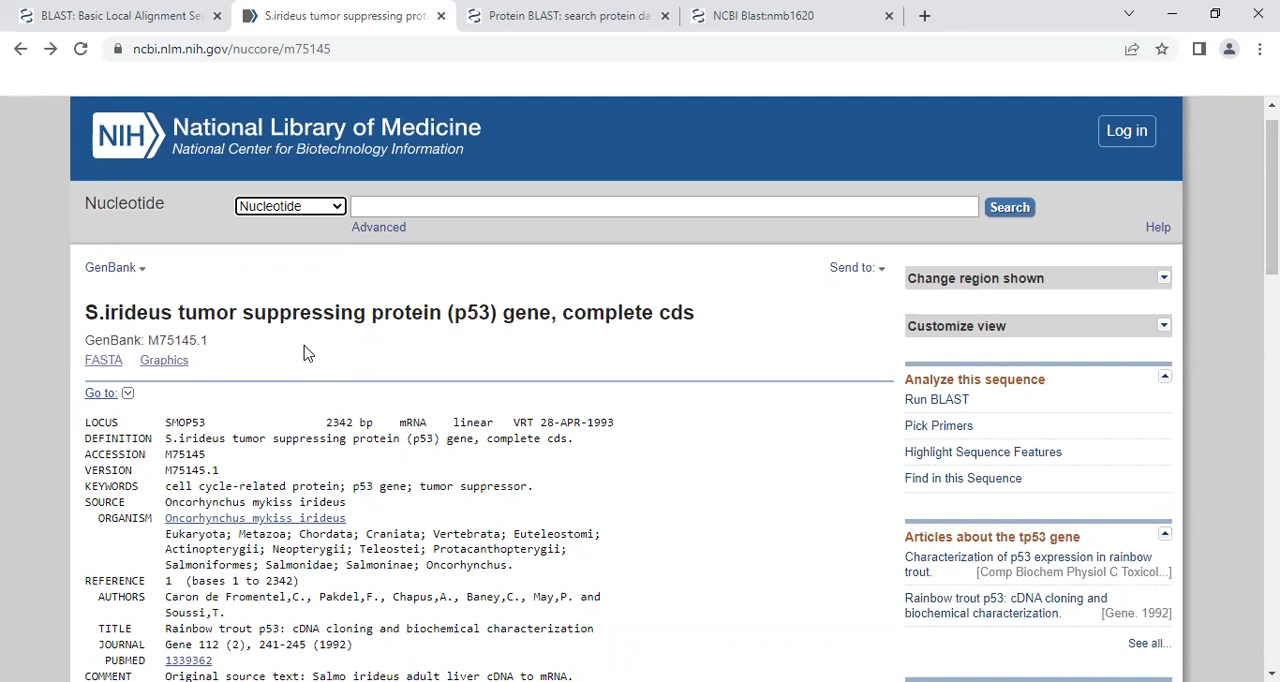 BLAST: Basic Local Alignment Se
S.irideus tumor suppressing prot
Protein BLAST: search protein da
NCBI Blast:nmb1620
ncbi.nlm.nih.gov/nuccore/m75145
NIH
National Library of Medicine
National Center for Biotechnology Information
Log in
Nucleotide
Nucleotide
Search
Advanced
Help
GenBank
Send to:
Change region shown
S.irideus tumor suppressing protein (p53) gene, complete cds
Customize view
GenBank: M75145.1
FASTA Graphics
Go to:
Analyze this sequence
Run BLAST
Pick Primers
Highlight Sequence Features
Find in this Sequence
LOCUS SMOP53 2342 bp mRNA linear VRT 28-APR-1993
DEFINITION S.irideus tumor suppressing protein (p53) gene, complete cds.
ACCESSION M75145
VERSION M75145.1
KEYWORDS cell cycle-related protein; p53 gene; tumor suppressor.
SOURCE Oncorhynchus mykiss irideus
ORGANISM Oncorhynchus mykiss irideus
Eukaryota; Metazoa; Chordata; Craniata; Vertebrata; Euteleostomi;
Actinopterygii; Neopterygii; Teleostei; Protacanthopterygii;
Salmoniformes; Salmonidae; Salmoninae; Oncorhynchus.
REFERENCE 1 (bases 1 to 2342)
AUTHORS Caron de Fromentel,C., Pakdel,F., Chapus,A., Baney,C., May,P. and
Soussi,T.
TITLE Rainbow trout p53: cDNA cloning and biochemical characterization
JOURNAL Gene 112 (2), 241-245 (1992)
PUBMED 1339362
COMMENT Original source text: Salmo irideus adult liver cDNA to mRNA.
Articles about the tp53 gene
Characterization of p53 expression in rainbow
trout. [Comp Biochem Physiol C Toxicol...]
Rainbow trout p53: cDNA cloning and
biochemical characterization. [Gene. 1992]
See all...